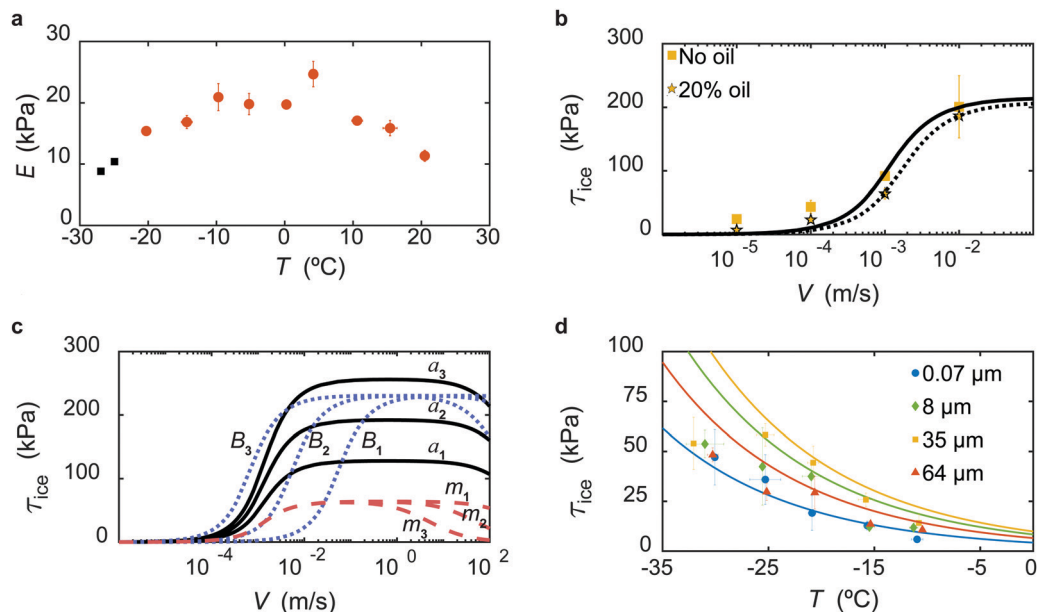 a
30
20
10
0
E (kPa)
-30
-20
-10
0
10
20
30
T (ºC)
b
300
200
100
0
τice (kPa)
No oil
20% oil
10-5
10-4
10-3
10-2
V (m/s)
c
300
200
100
0
τice (kPa)
a3
a2
a1
B3
B2
B1
m1
m2
m3
10-4
10-2
100
102
V (m/s)
d
100
75
50
25
0
τice (kPa)
0.07 µm
8 µm
35 µm
64 µm
-35
-25
-15
-5
0
T (ºC)